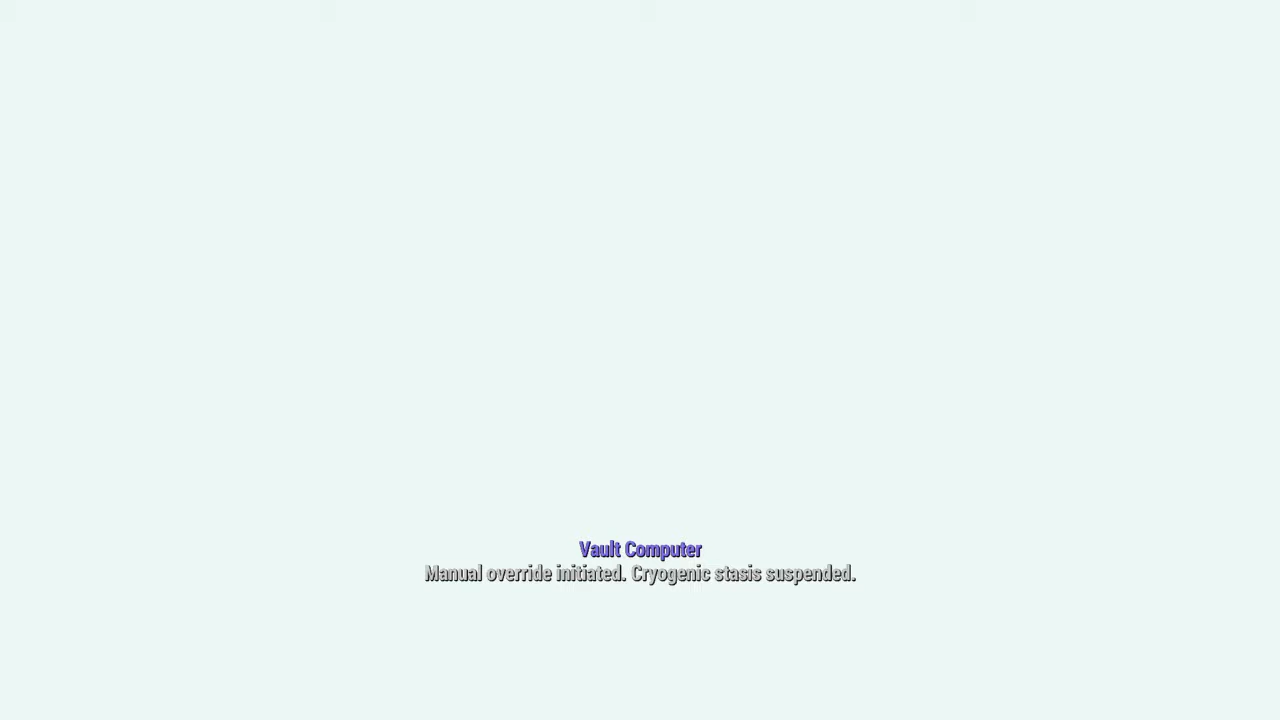 Vault Computer
Manual override initiated. Cryogenic stasis suspended.